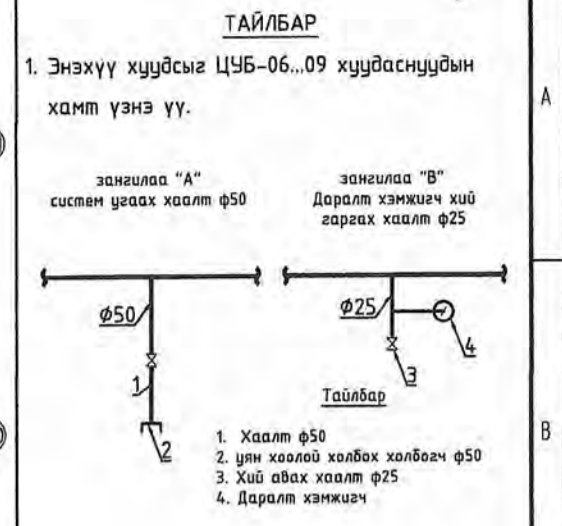 ТАЙЛБАР
1. Энэхүү хуудсыг ЦУБ-06...09 хуудаснуудын
хамт үзнэ үү.
A
зангилаа "А"
систем угаах хаалт ф50
зангилаа "В"
Даралт хэмжигч хий
гаргах хаалт ф25
ф50
ф25
4
3
1
2
Тайлбар
1. Хаалт ф50
2. уян хоолой холбох холбогч ф50
3. Хий авах хаалт ф25
4. Даралт хэмжигч
B